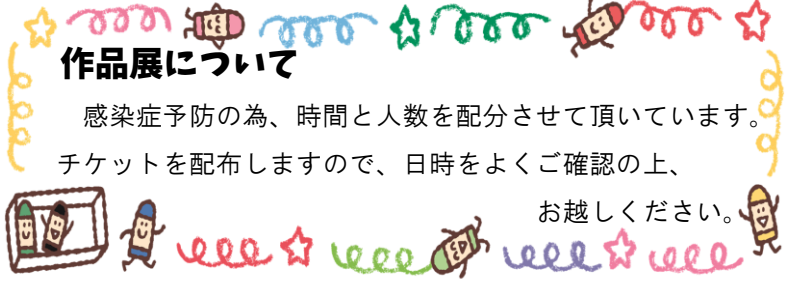 作品展について
感染症予防の為、時間と人数を配分させて頂いています。
チケットを配布しますので、日時をよくご確認の上、
お越しください。